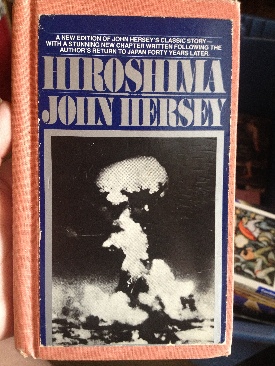 A NEW EDITION OF JOHN HERSEY'S CLASSIC STORY—
WITH A STUNNING NEW CHAPTER WRITTEN FOLLOWING THE
AUTHOR'S RETURN TO JAPAN FORTY YEARS LATER.
HIROSHIMA
JOHN HERSEY